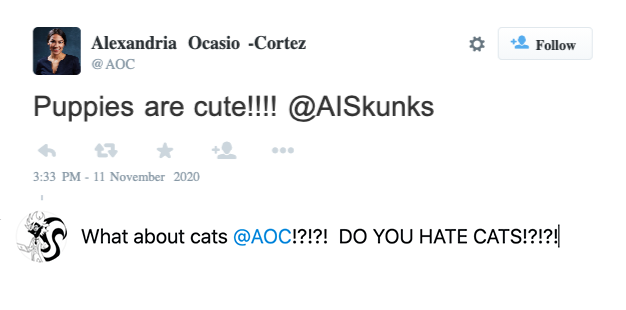 Alexandria Ocasio -Cortez
@AOC
Follow
Puppies are cute!!!! @AISkunks
3:33 PM - 11 November 2020
What about cats @AOC!?!?! DO YOU HATE CATS!?!?!